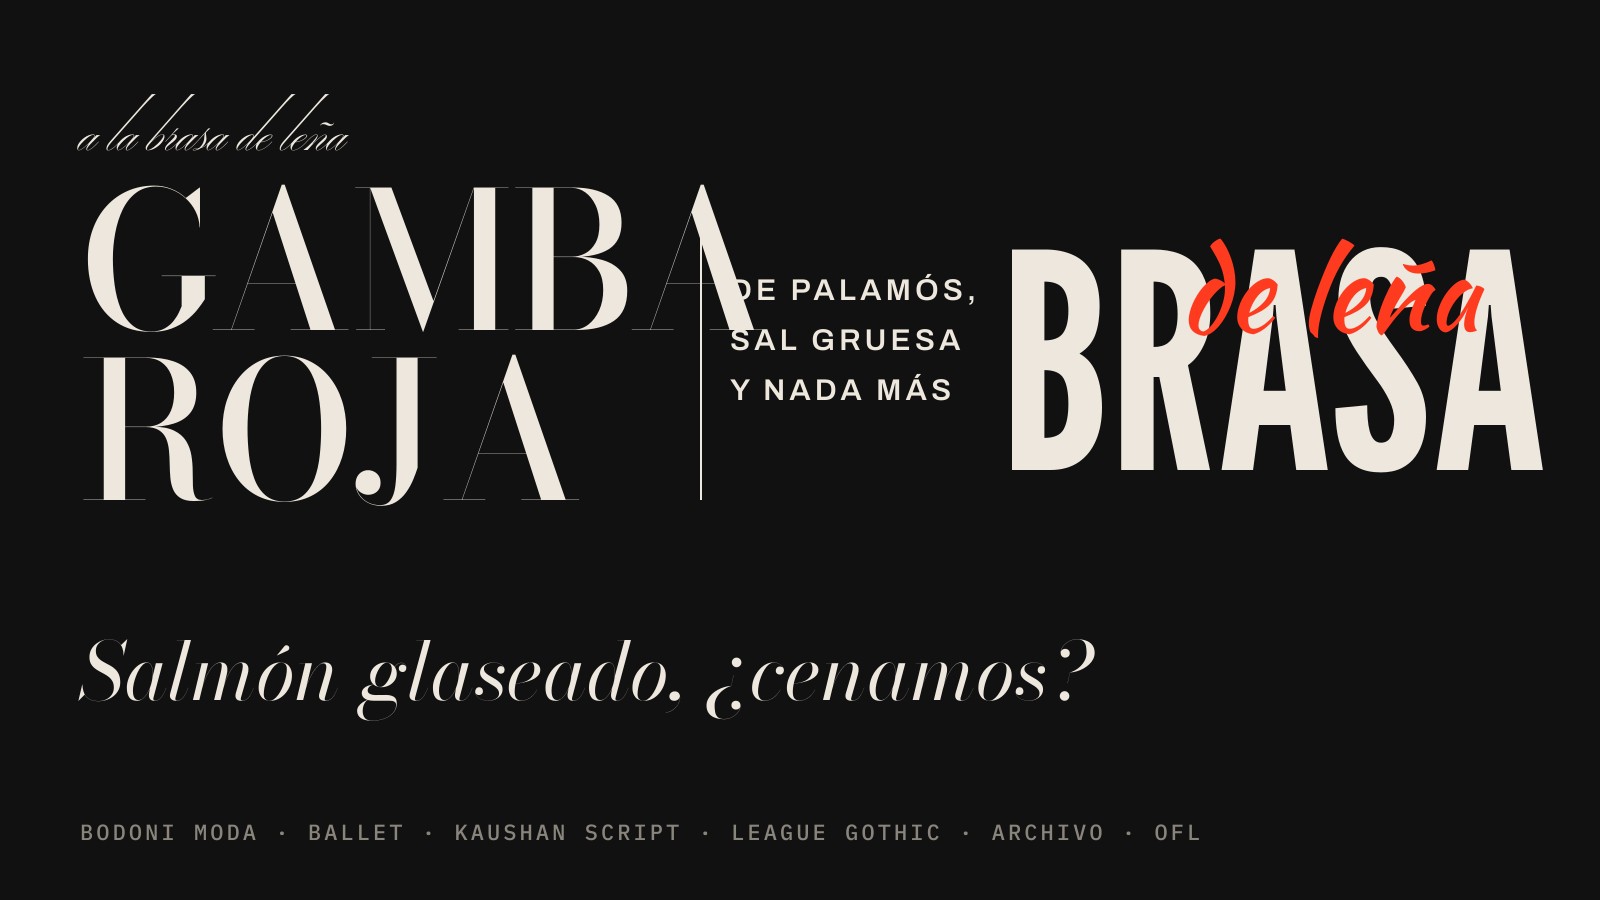 a la brasa de leña
GAMBA
ROJA
DE PALAMÓS,
SAL GRUESA
Y NADA MÁS
BRASA
de leña
Salmón glaseado, ¿cenamos?
BODONI MODA · BALLET · KAUSHAN SCRIPT · LEAGUE GOTHIC · ARCHIVO · OFL